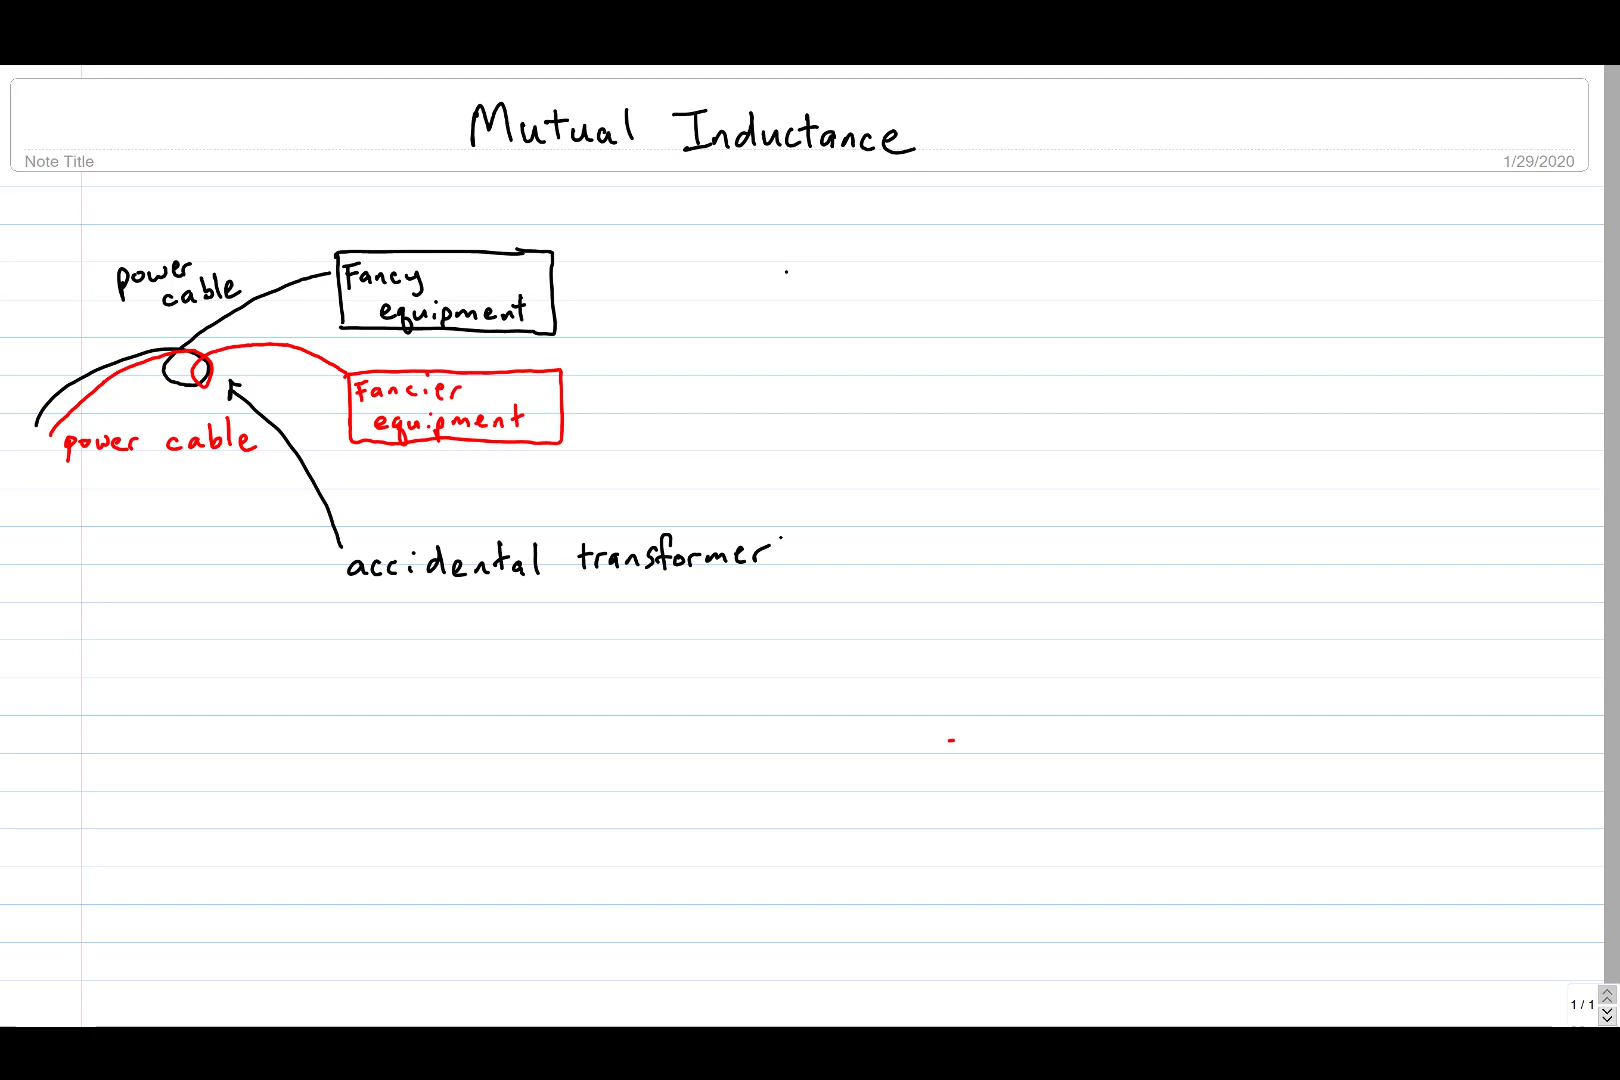 Mutual Inductance
Note Title
1/29/2020
power
cable
Fancy
equipment
Fancier
equipment
power cable
accidental transformer
1 / 1